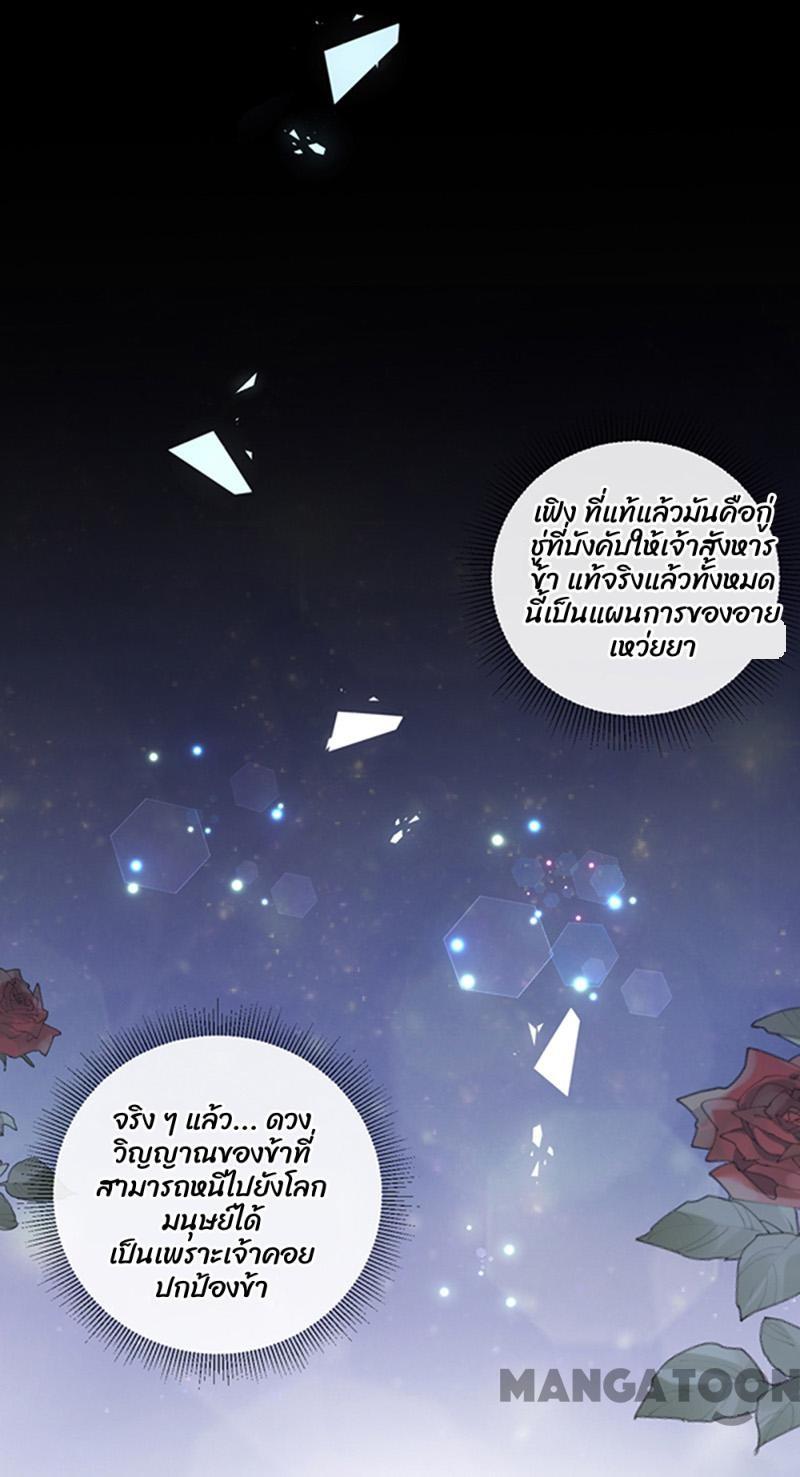 เฟิง ที่แท้แล้วมันคือกู่
ชู่ที่บังคับให้เจ้าสังหาร
ข้า แท้จริงแล้วทั้งหมด
นี้เป็นแผนการของอาย
เหว่ยยา
จริง ๆ แล้ว... ดวง
วิญญาณของข้าที่
สามารถหนีไปยังโลก
มนุษย์ได้
เป็นเพราะเจ้าคอย
ปกป้องข้า
MANGATOON